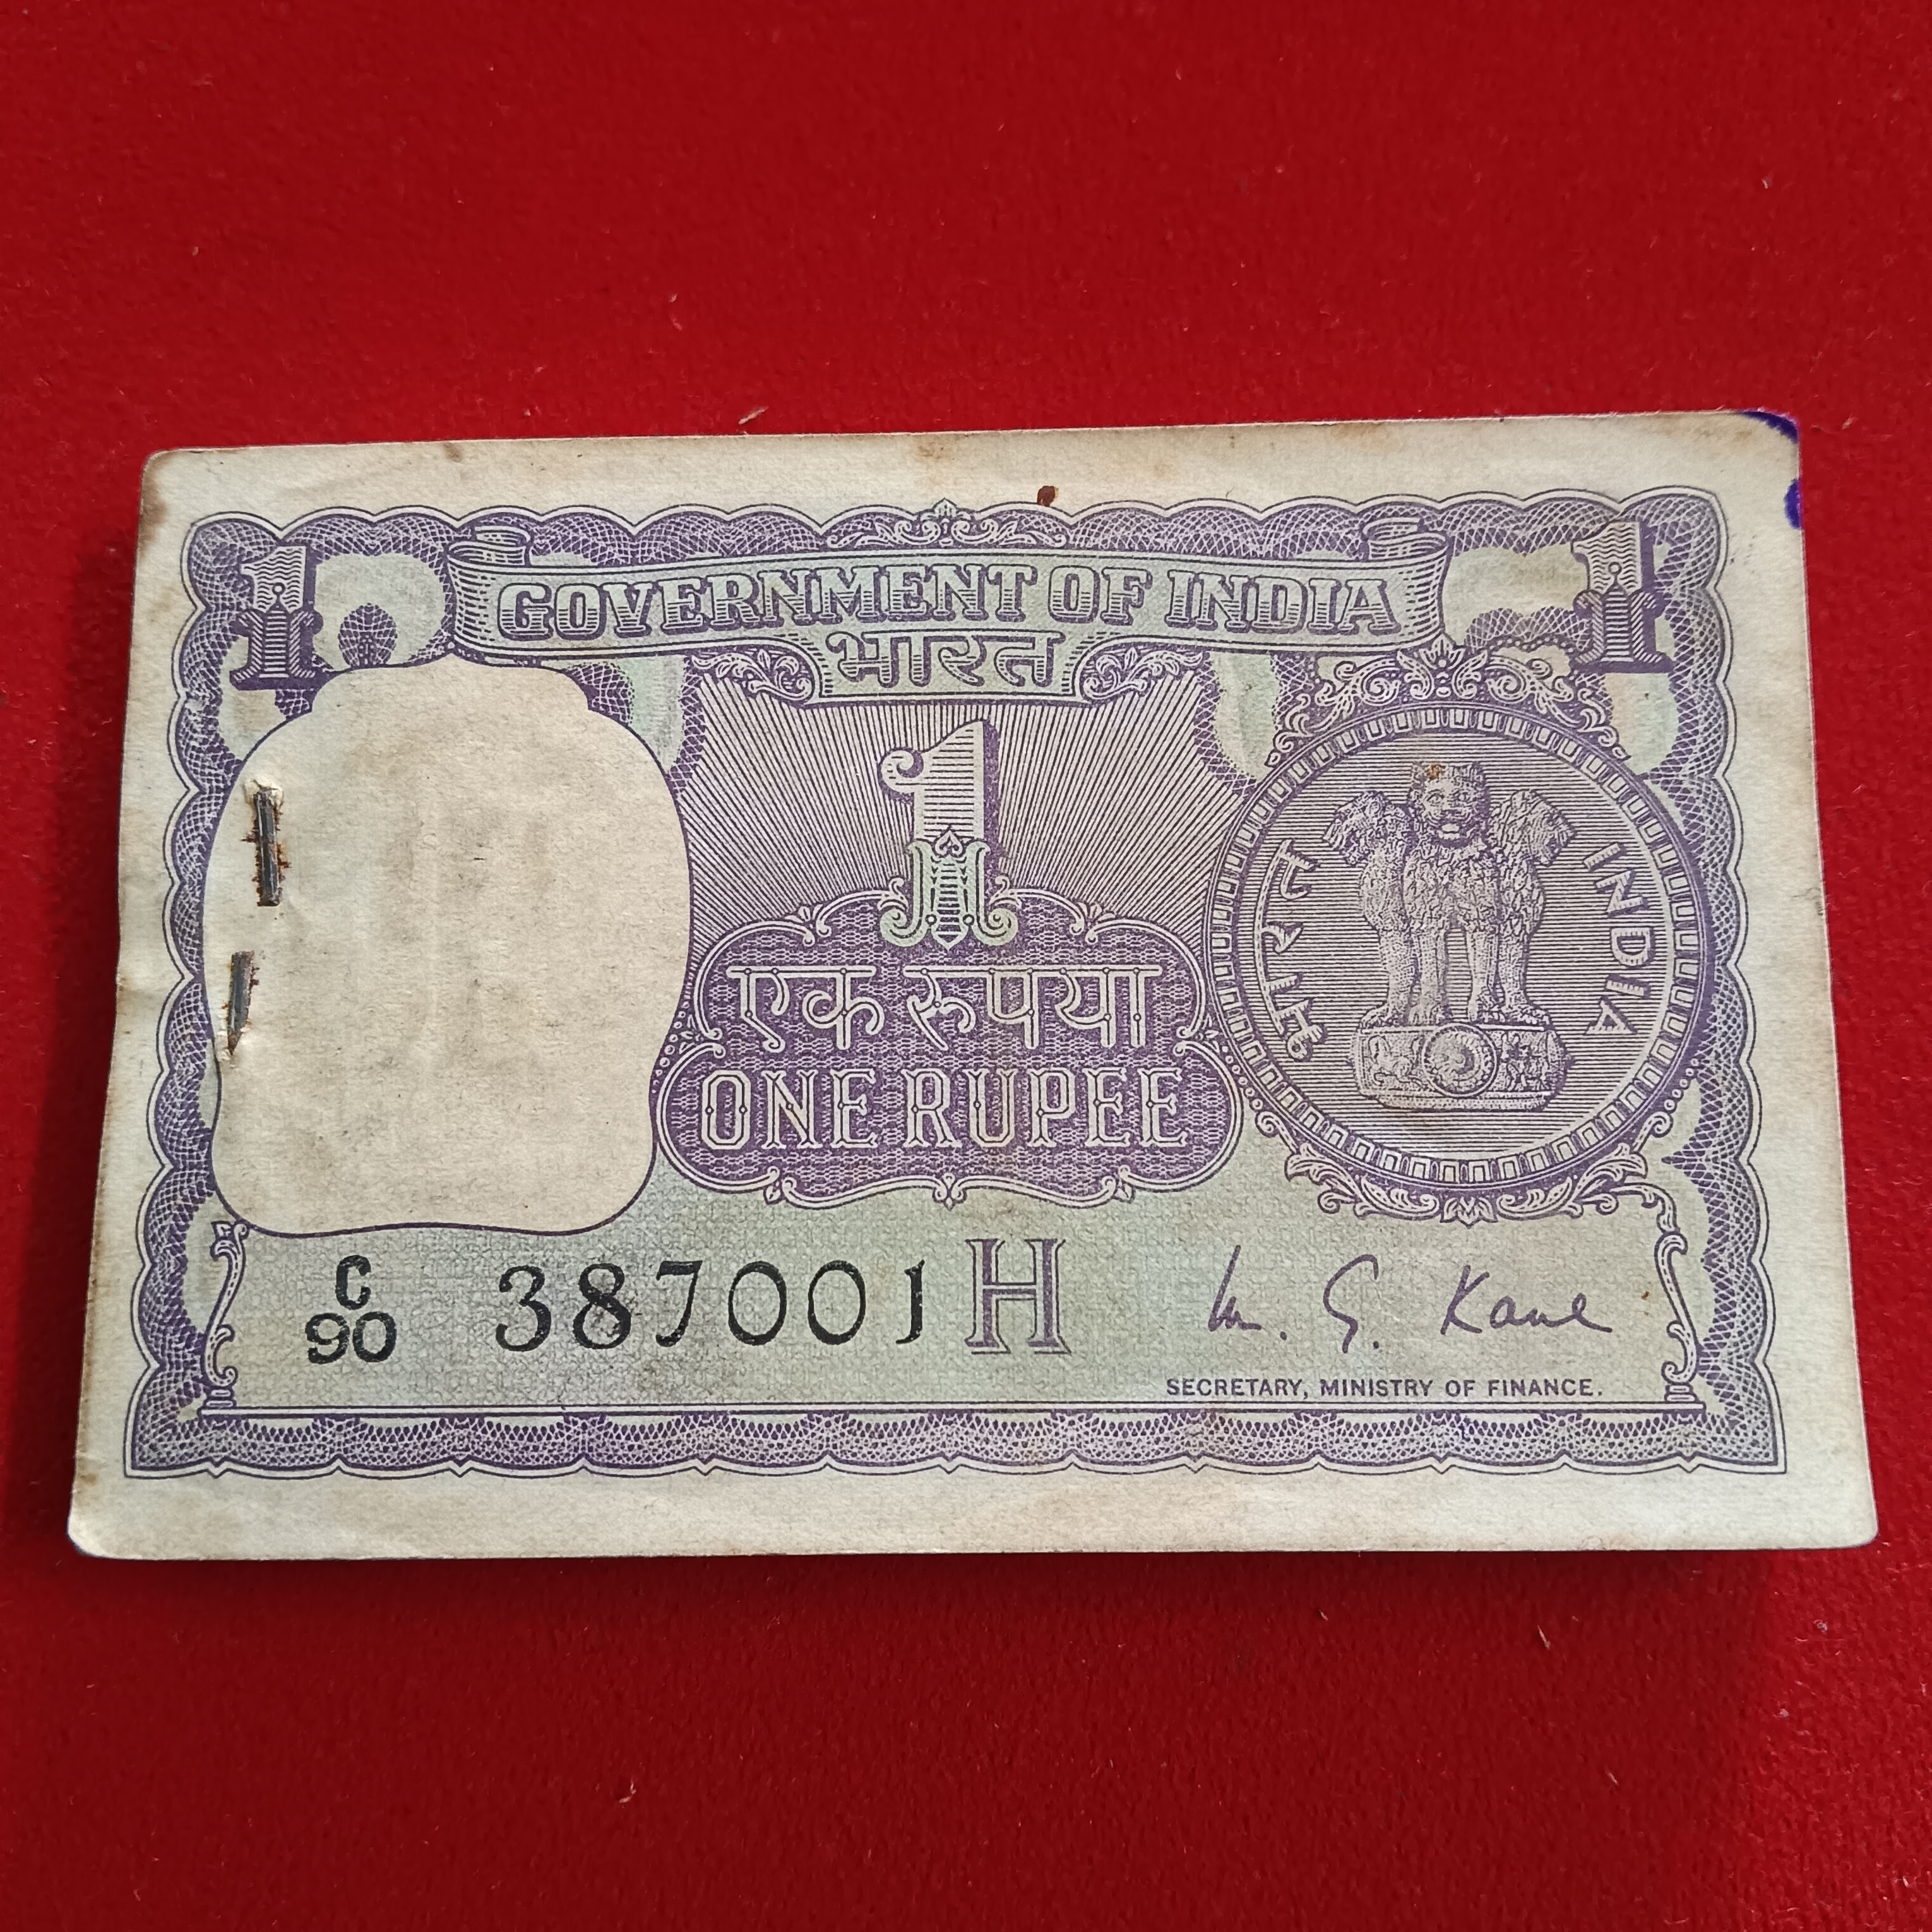 1 1
GOVERNMENT OF INDIA
भारत
1
भारत INDIA
एक रुपया
ONE RUPEE
C
90 387001 H M. G. Kaul
SECRETARY, MINISTRY OF FINANCE.